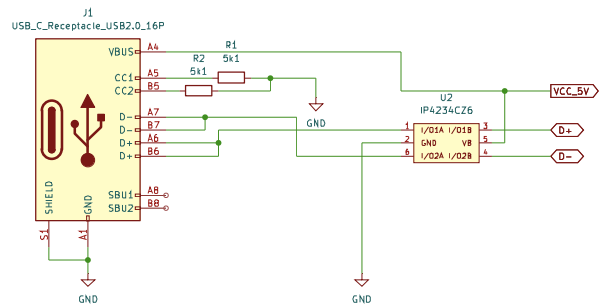 J1
USB_C_Receptacle_USB2.0_16P
VBUS A4
CC1 A5
CC2 B5
D- A7
D- B7
D+ A6
D+ B6
SBU1 A8
SBU2 B8
SHIELD
GND
S1
A1
GND
R2
5k1
R1
5k1
GND
U2
IP4234CZ6
1 I/O1A I/O1B 3
2 GND VB 5
6 I/O2A I/O2B 4
GND
VCC_5V
D+
D-